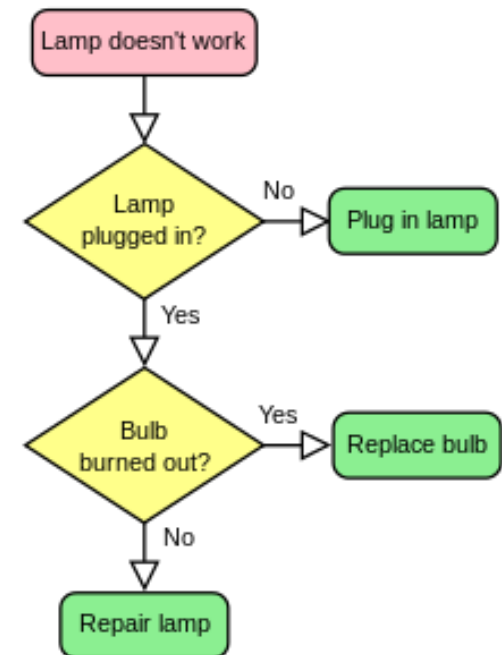 Lamp doesn't work
Lamp
plugged in?
No
Plug in lamp
Yes
Bulb
burned out?
Yes
Replace bulb
No
Repair lamp